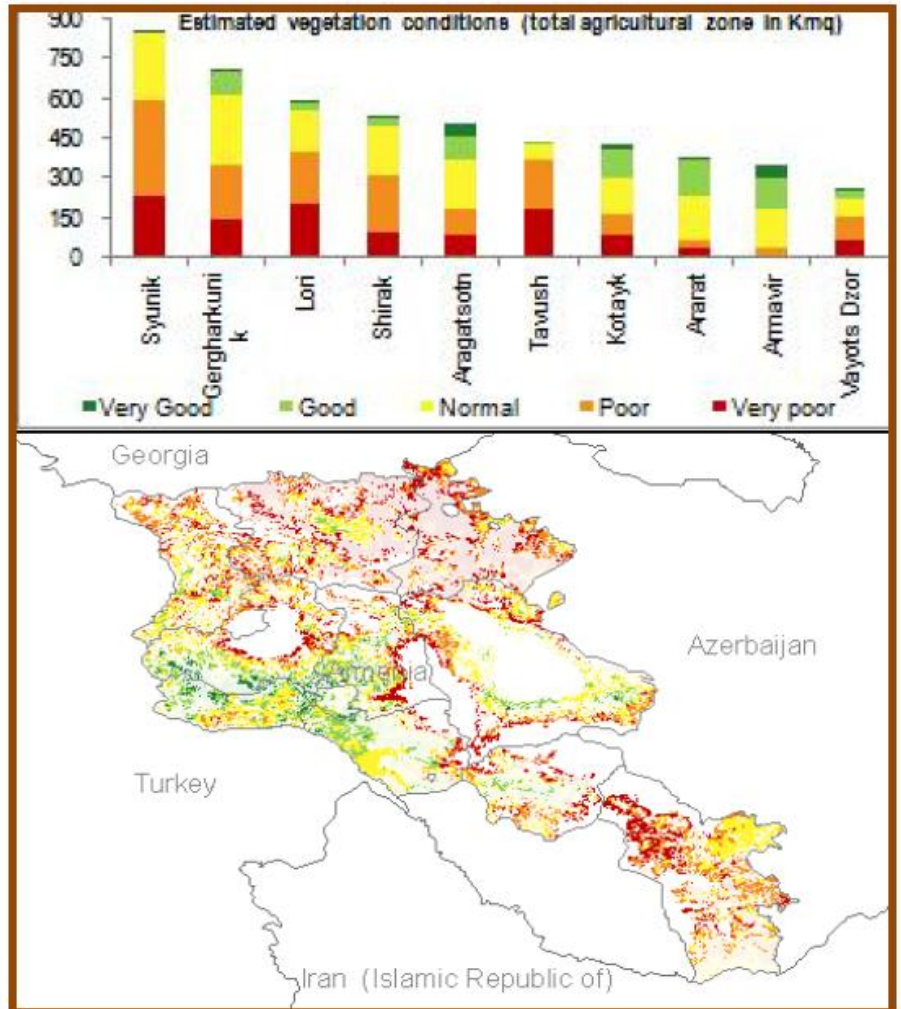 Estimated vegetation conditions (total agricultural zone in Kmq)
900
750
600
450
300
150
0
Syunik
Gergharkuni
k
Lori
Shirak
Aragatsotn
Tavush
Kotayk
Ararat
Armavir
Vayots Dzor
Very Good
Good
Normal
Poor
Very poor
Georgia
Azerbaijan
Armenia
Turkey
Iran (Islamic Republic of)